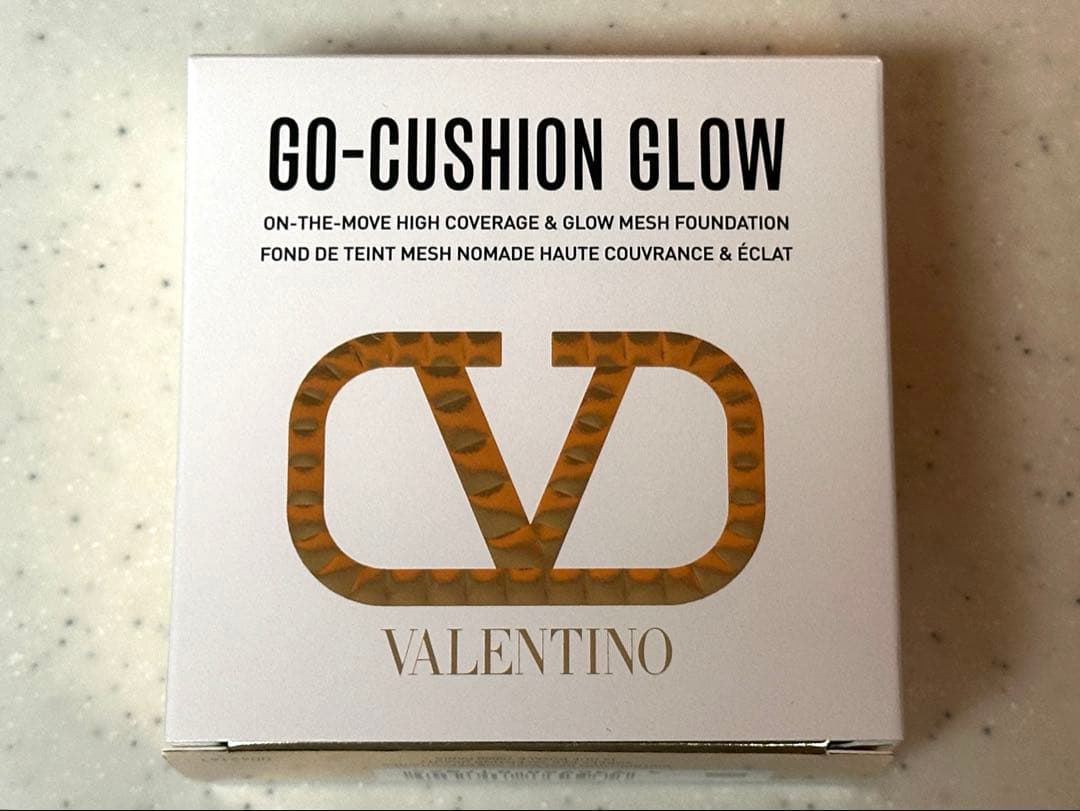 GO-CUSHION GLOW
ON-THE-MOVE HIGH COVERAGE & GLOW MESH FOUNDATION
FOND DE TEINT MESH NOMADE HAUTE COUVRANCE & ÉCLAT
VALENTINO